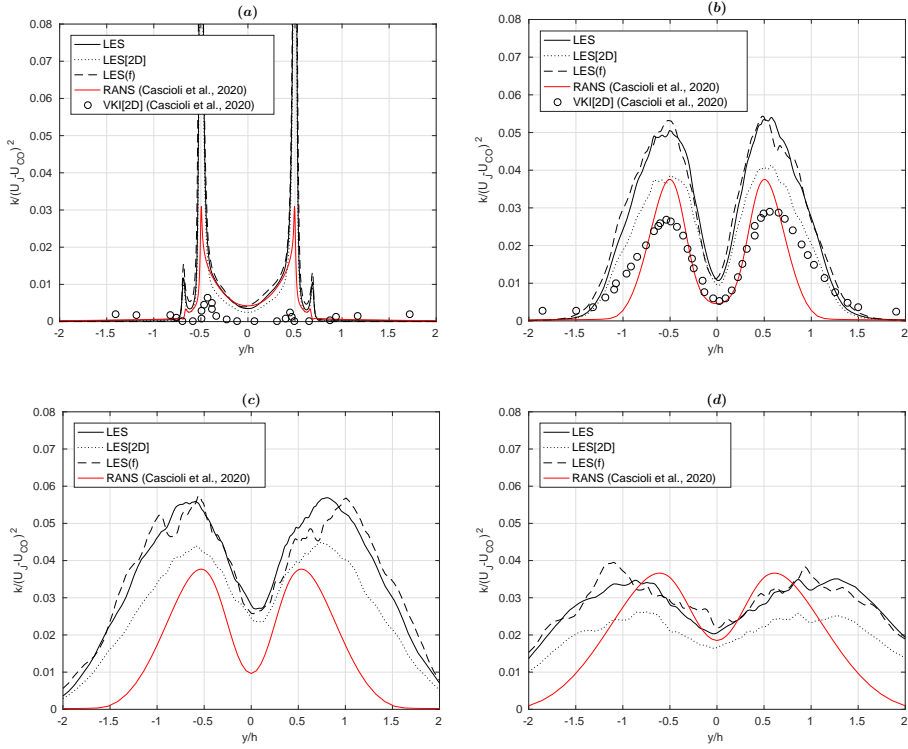 (a)
0.08
0.07
0.06
0.05
0.04
0.03
0.02
0.01
0
k/(U_J-U_CO)^2
LES
LES[2D]
LES(f)
RANS (Cascioli et al., 2020)
VKI[2D] (Cascioli et al., 2020)
-2 -1.5 -1 -0.5 0 0.5 1 1.5 2
y/h
(b)
0.08
0.07
0.06
0.05
0.04
0.03
0.02
0.01
0
k/(U_J-U_CO)^2
LES
LES[2D]
LES(f)
RANS (Cascioli et al., 2020)
VKI[2D] (Cascioli et al., 2020)
-2 -1.5 -1 -0.5 0 0.5 1 1.5 2
y/h
(c)
0.08
0.07
0.06
0.05
0.04
0.03
0.02
0.01
0
k/(U_J-U_CO)^2
LES
LES[2D]
LES(f)
RANS (Cascioli et al., 2020)
-2 -1.5 -1 -0.5 0 0.5 1 1.5 2
y/h
(d)
0.08
0.07
0.06
0.05
0.04
0.03
0.02
0.01
0
k/(U_J-U_CO)^2
LES
LES[2D]
LES(f)
RANS (Cascioli et al., 2020)
-2 -1.5 -1 -0.5 0 0.5 1 1.5 2
y/h